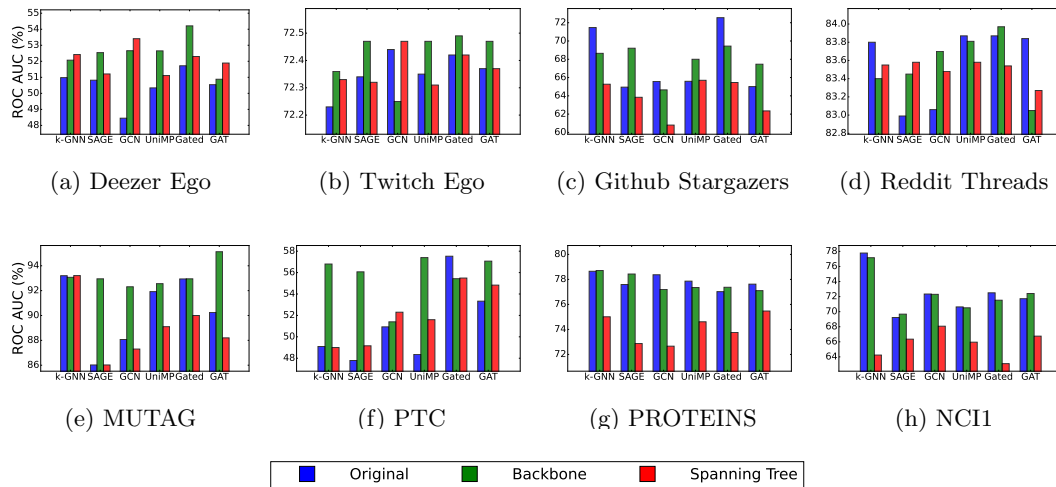 ROC AUC (%)
55
54
53
52
51
50
49
48
k-GNN SAGE GCN UniMP Gated GAT
(a) Deezer Ego
72.5
72.4
72.3
72.2
k-GNN SAGE GCN UniMP Gated GAT
(b) Twitch Ego
72
70
68
66
64
62
60
k-GNN SAGE GCN UniMP Gated GAT
(c) Github Stargazers
84.0
83.8
83.6
83.4
83.2
83.0
82.8
k-GNN SAGE GCN UniMP Gated GAT
(d) Reddit Threads
ROC AUC (%)
94
92
90
88
86
k-GNN SAGE GCN UniMP Gated GAT
(e) MUTAG
58
56
54
52
50
48
k-GNN SAGE GCN UniMP Gated GAT
(f) PTC
80
78
76
74
72
k-GNN SAGE GCN UniMP Gated GAT
(g) PROTEINS
78
76
74
72
70
68
66
64
k-GNN SAGE GCN UniMP Gated GAT
(h) NCI1
Original Backbone Spanning Tree